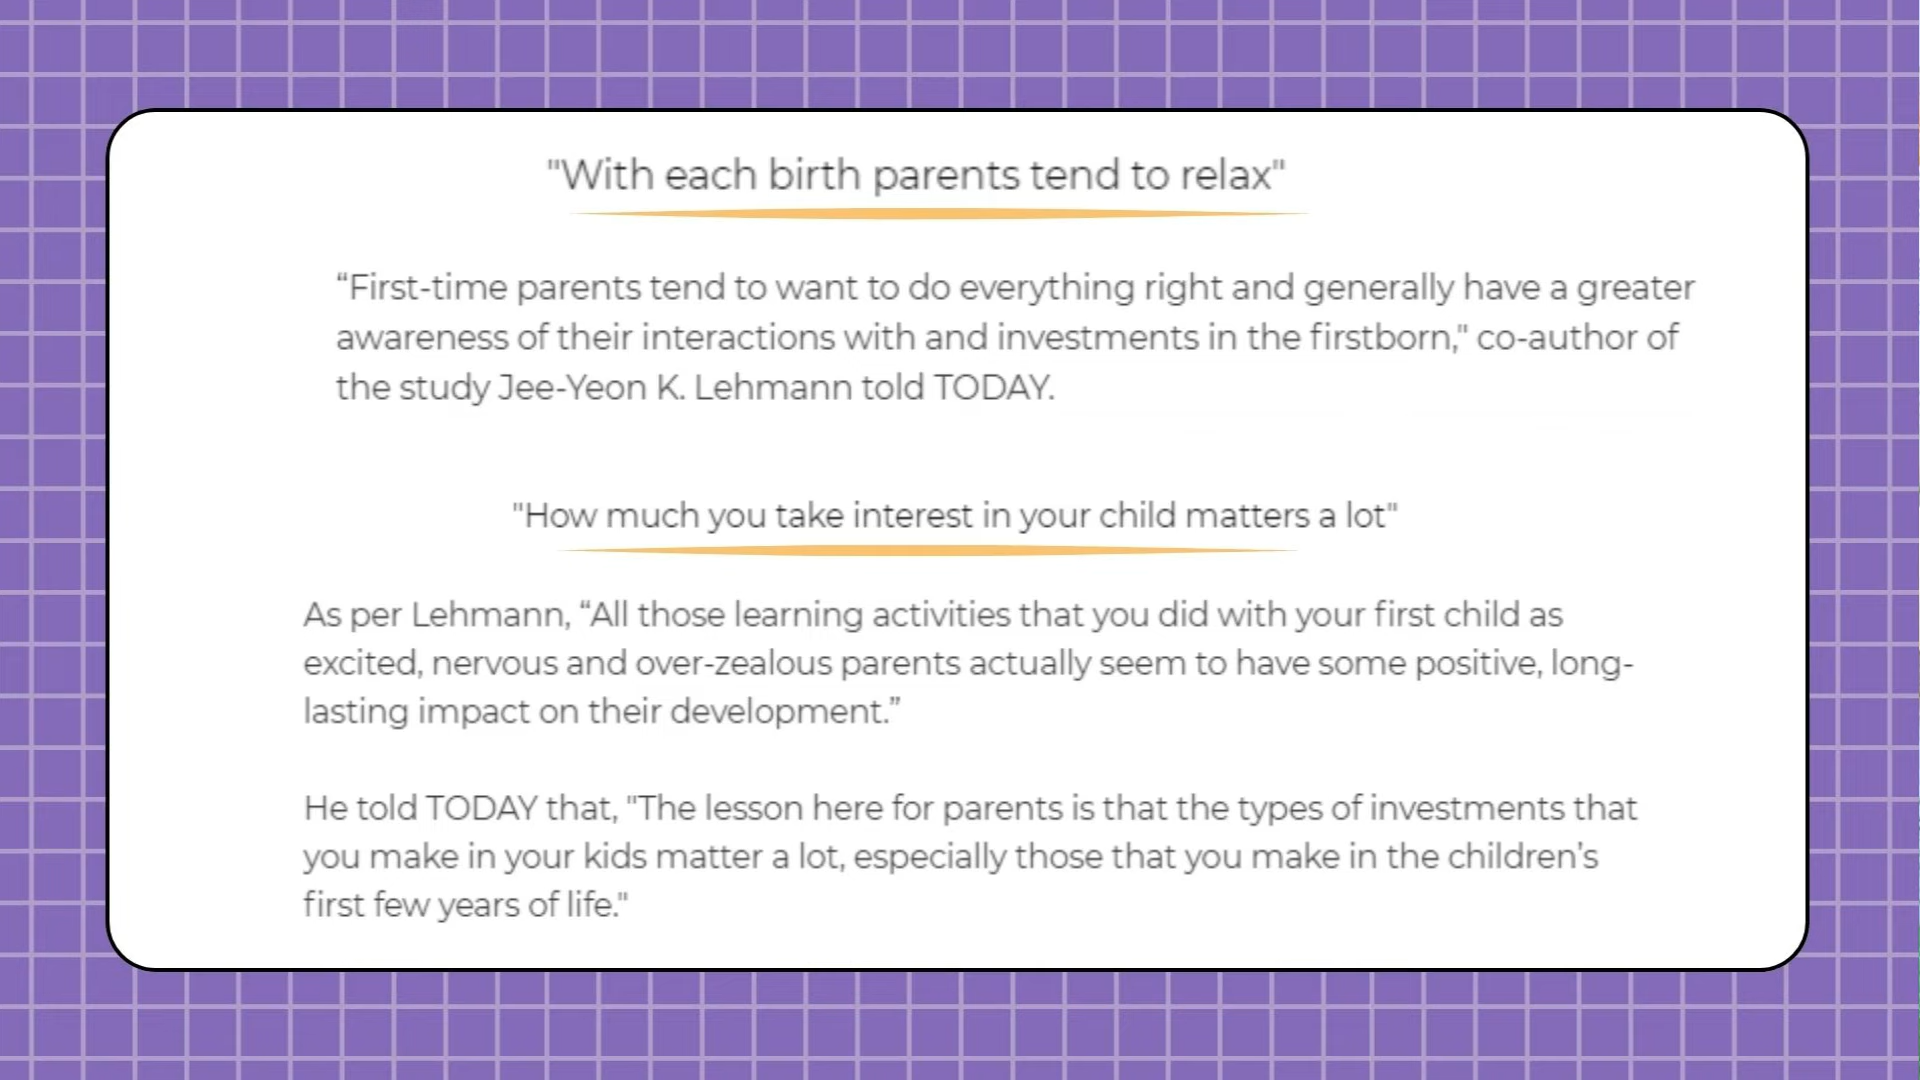 "With each birth parents tend to relax"
“First-time parents tend to want to do everything right and generally have a greater
awareness of their interactions with and investments in the firstborn," co-author of
the study Jee-Yeon K. Lehmann told TODAY.
"How much you take interest in your child matters a lot"
As per Lehmann, “All those learning activities that you did with your first child as
excited, nervous and over-zealous parents actually seem to have some positive, long-
lasting impact on their development.”
He told TODAY that, "The lesson here for parents is that the types of investments that
you make in your kids matter a lot, especially those that you make in the children’s
first few years of life."